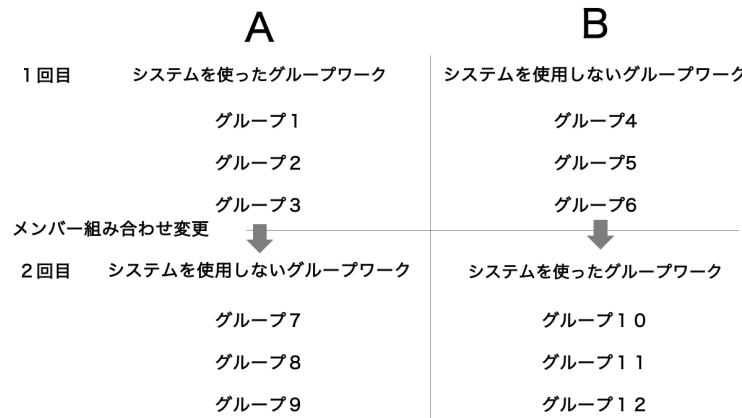 A B
1回目 システムを使ったグループワーク システムを使用しないグループワーク
グループ1 グループ4
グループ2 グループ5
グループ3 グループ6
メンバー組み合わせ変更
2回目 システムを使用しないグループワーク システムを使ったグループワーク
グループ7 グループ10
グループ8 グループ11
グループ9 グループ12